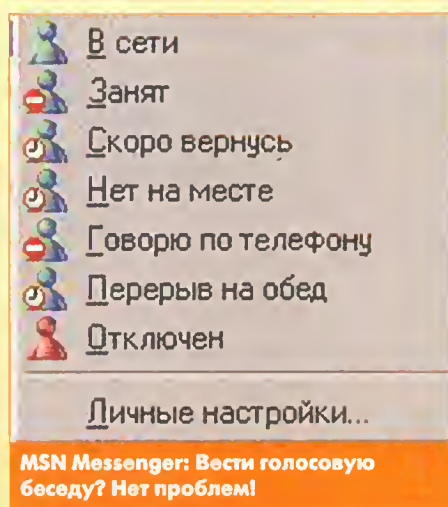 В сети
Занят
Скоро вернусь
Нет на месте
Говорю по телефону
Перерыв на обед
Отключен
Личные настройки...
MSN Messenger: Вести голосовую
беседу? Нет проблем!